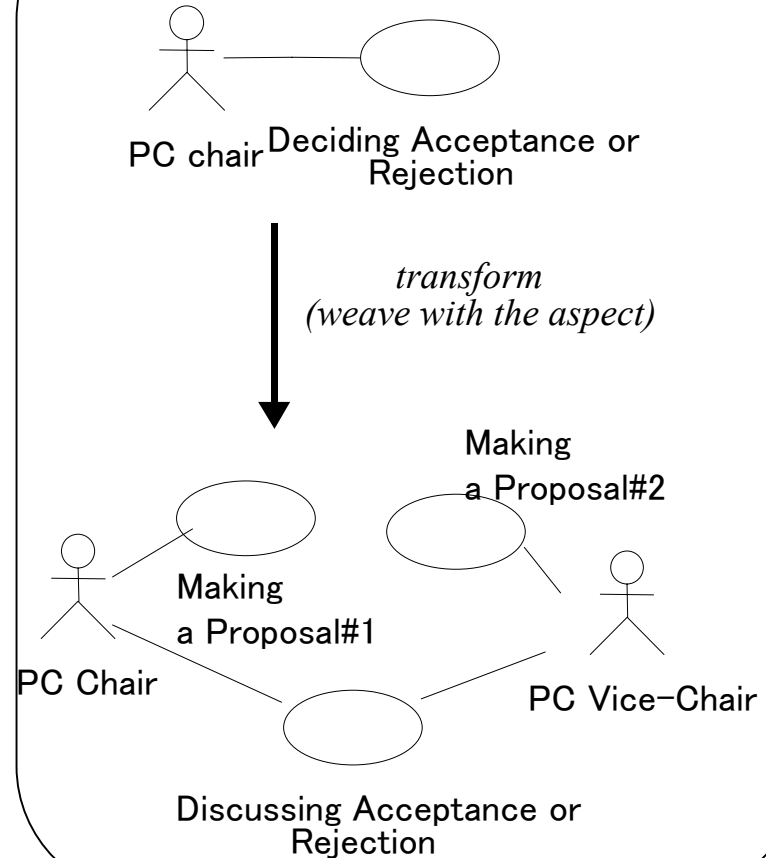 PC chair
Deciding Acceptance or
Rejection
transform
(weave with the aspect)
Making
a Proposal#2
Making
a Proposal#1
PC Chair
PC Vice-Chair
Discussing Acceptance or
Rejection